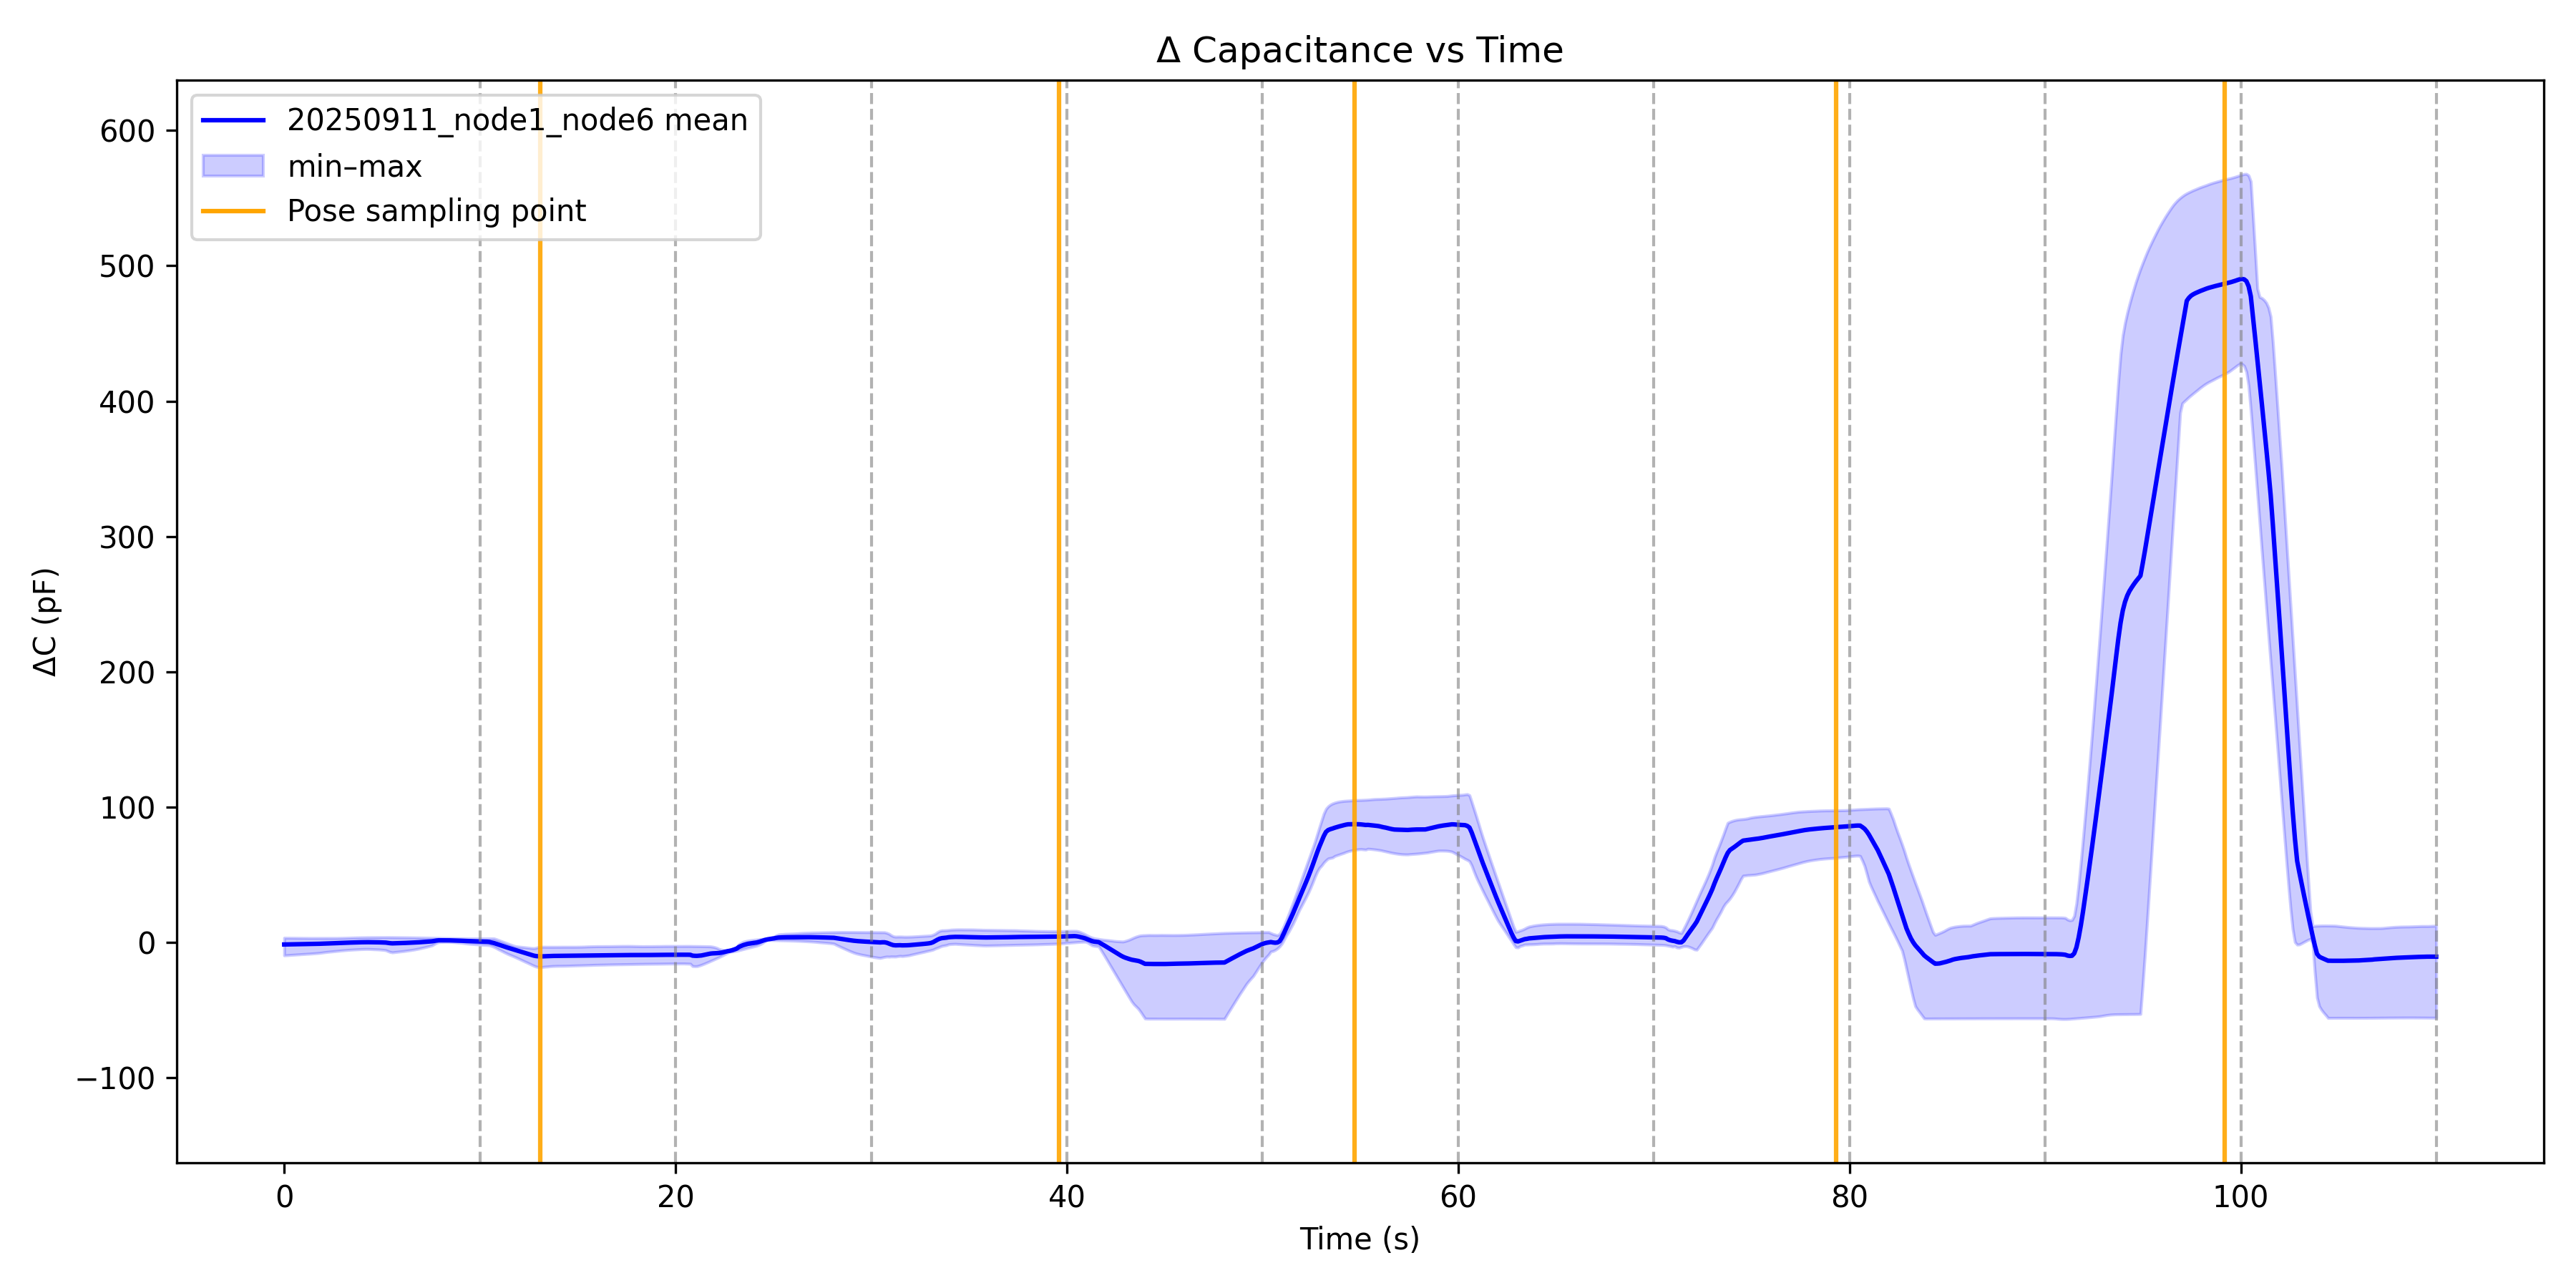 Δ Capacitance vs Time
20250911_node1_node6 mean
min–max
Pose sampling point
600
500
400
300
200
100
0
−100
ΔC (pF)
0 20 40 60 80 100
Time (s)